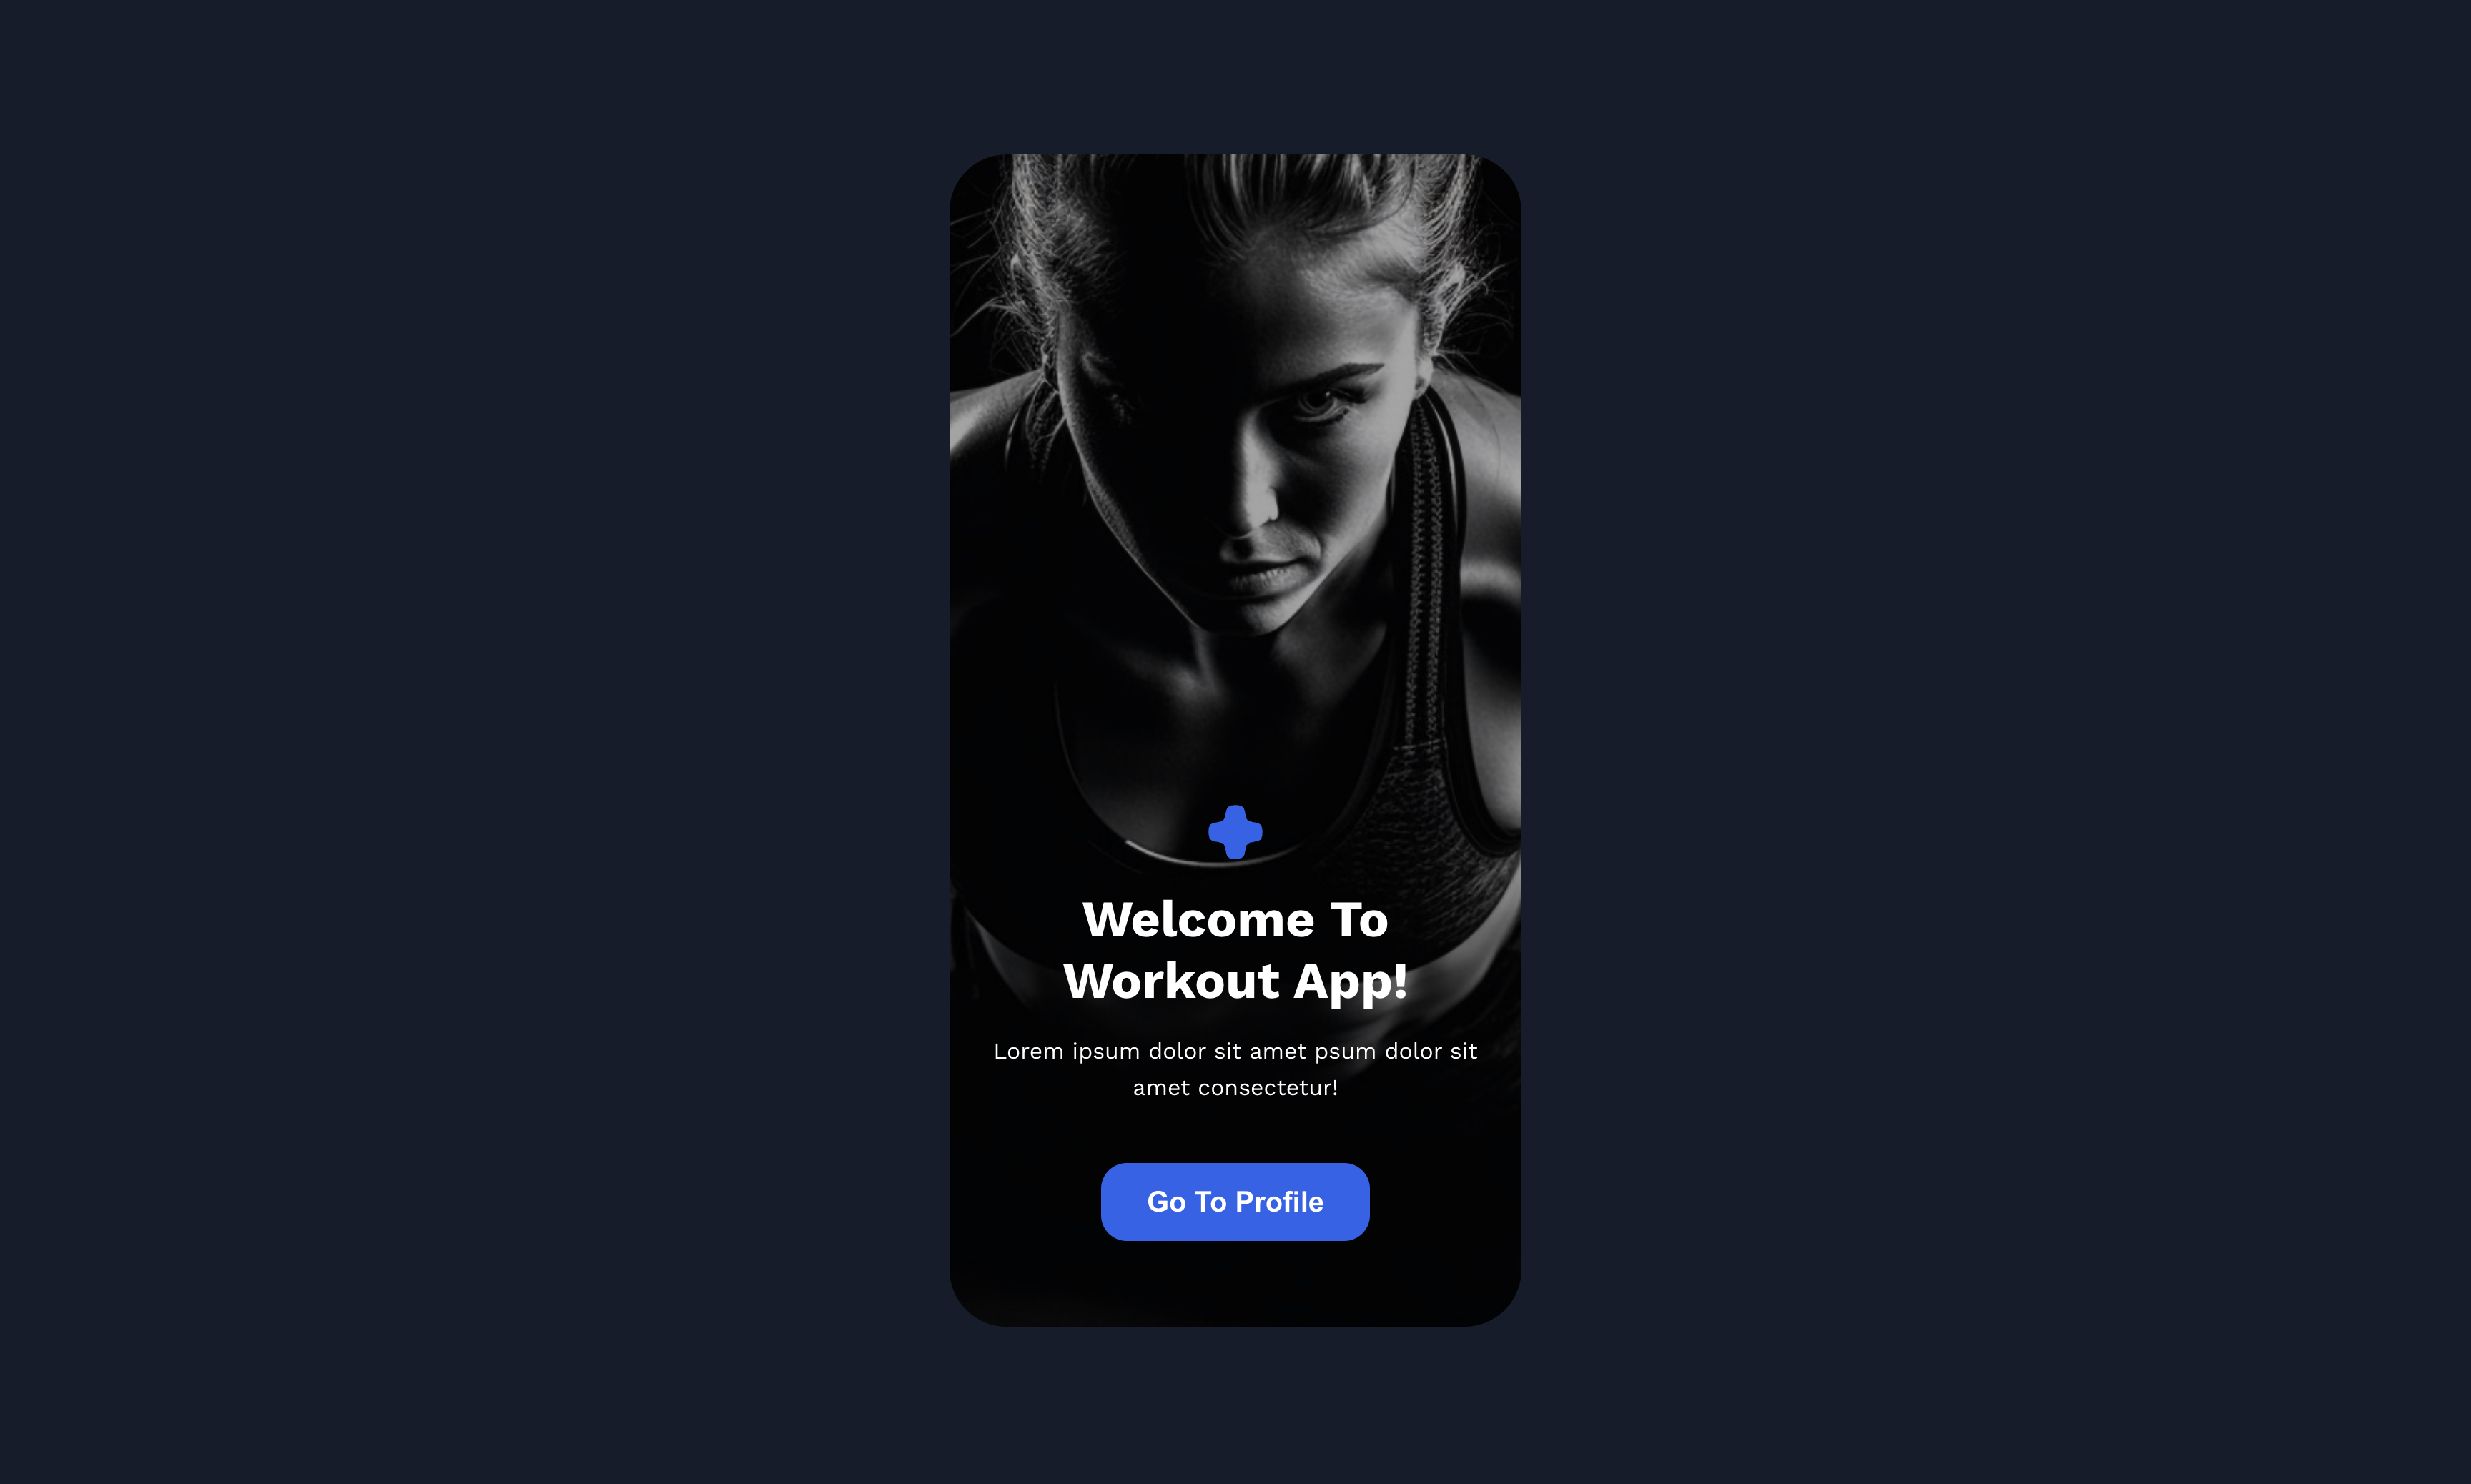 Welcome To
Workout App!
Lorem ipsum dolor sit amet psum dolor sit
amet consectetur!
Go To Profile